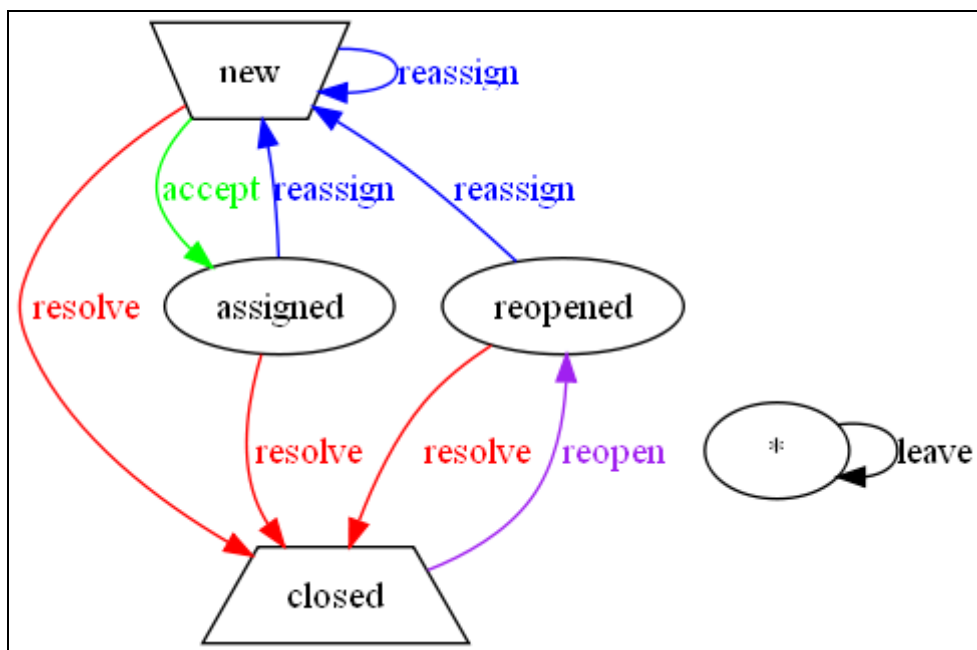 new
reassign
accept
reassign
reassign
resolve
assigned
reopened
resolve
resolve
reopen
*
leave
closed